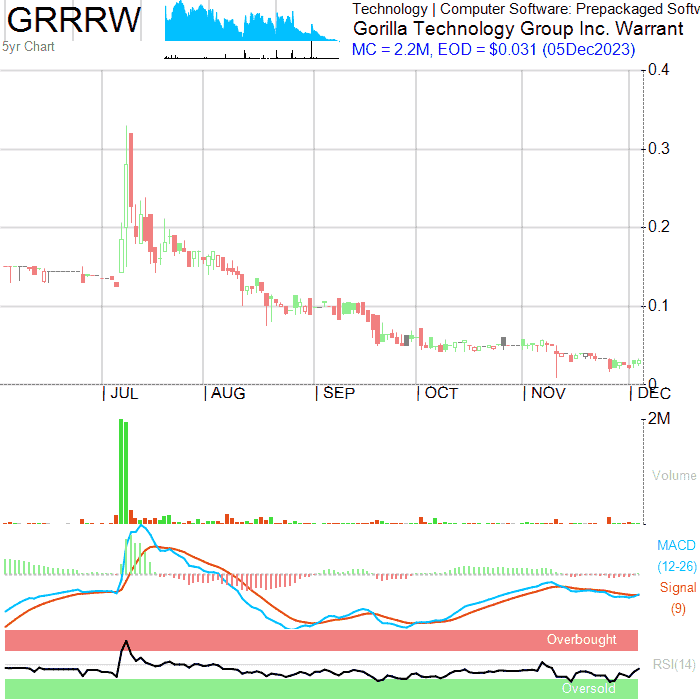 GRRRW
5yr Chart
Technology | Computer Software: Prepackaged Softw
Gorilla Technology Group Inc. Warrant
MC = 2.2M, EOD = $0.031 (05Dec2023)
0.4
0.3
0.2
0.1
0
| JUL | AUG | SEP | OCT | NOV | DEC
2M
Volume
MACD
(12-26)
Signal
(9)
Overbought
RSI(14)
Oversold